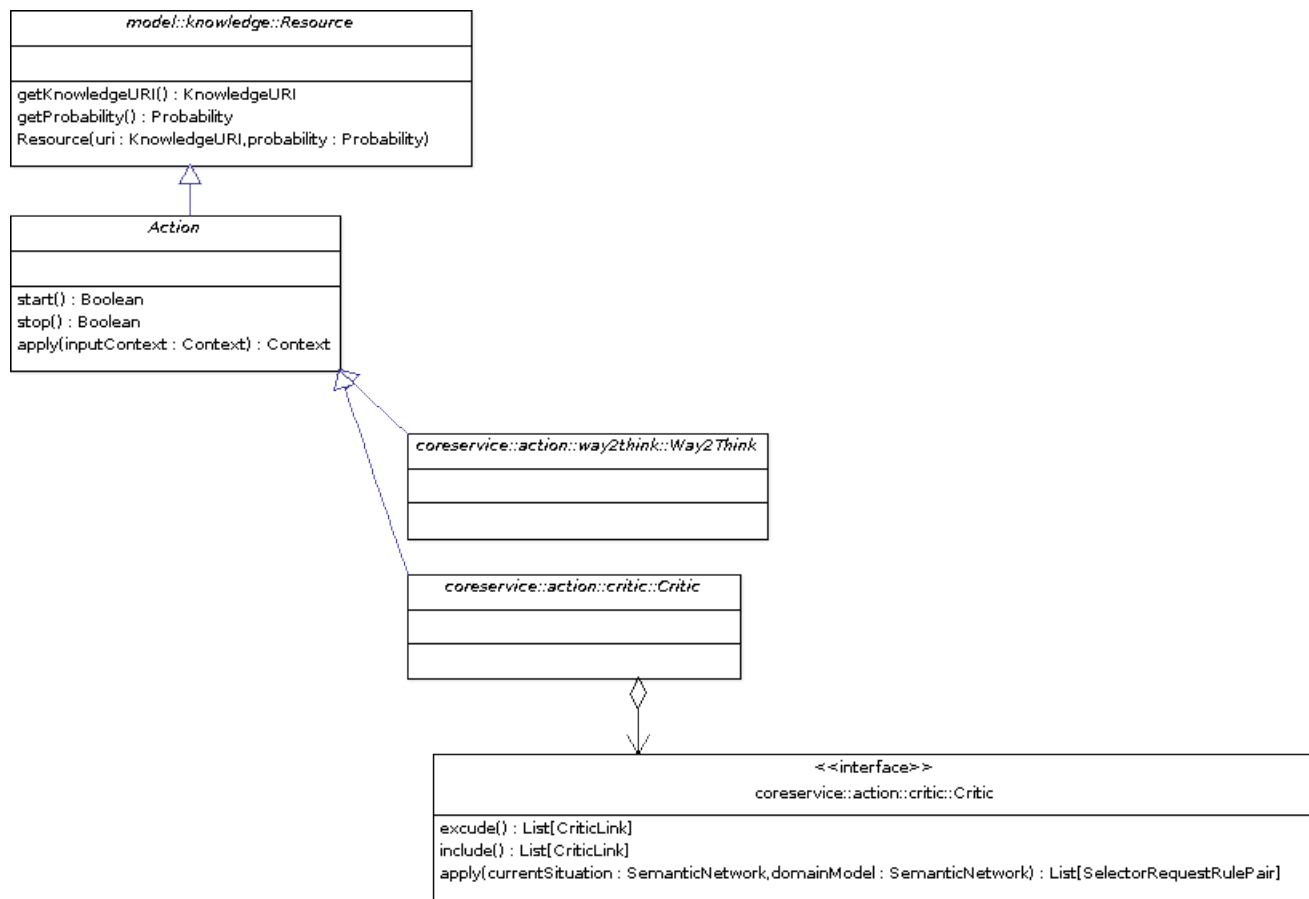 model::knowledge::Resource
getKnowledgeURI() : KnowledgeURI
getProbability() : Probability
Resource(uri : KnowledgeURI,probability : Probability)
Action
start() : Boolean
stop() : Boolean
apply(inputContext : Context) : Context
coreservice::action::way2think::Way2Think
coreservice::action::critic::Critic
<<interface>>
coreservice::action::critic::Critic
excude() : List[CriticLink]
include() : List[CriticLink]
apply(currentSituation : SemanticNetwork,domainModel : SemanticNetwork) : List[SelectorRequestRulePair]